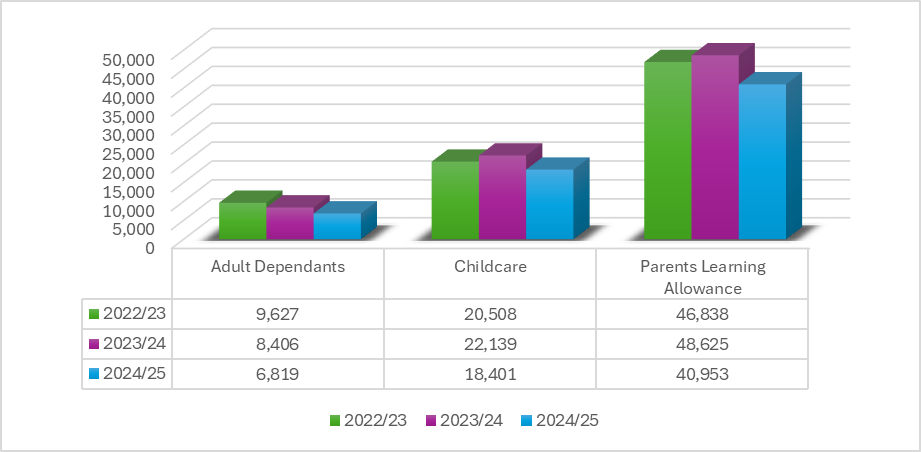 50,000
45,000
40,000
35,000
30,000
25,000
20,000
15,000
10,000
5,000
0
Adult Dependants Childcare Parents Learning
Allowance
2022/23 9,627 20,508 46,838
2023/24 8,406 22,139 48,625
2024/25 6,819 18,401 40,953
2022/23 2023/24 2024/25